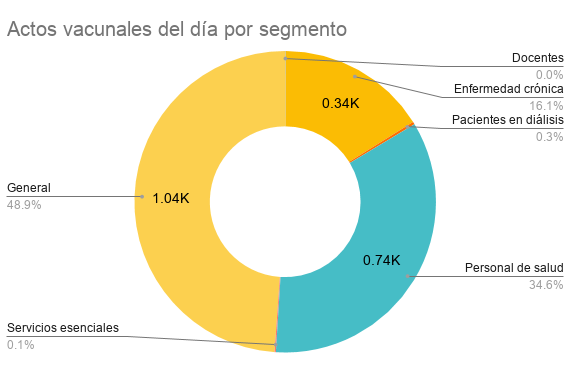 Actos vacunales del día por segmento
Docentes
0.0%
Enfermedad crónica
16.1%
Pacientes en diálisis
0.3%
Personal de salud
34.6%
Servicios esenciales
0.1%
General
48.9%
0.34K
0.74K
1.04K